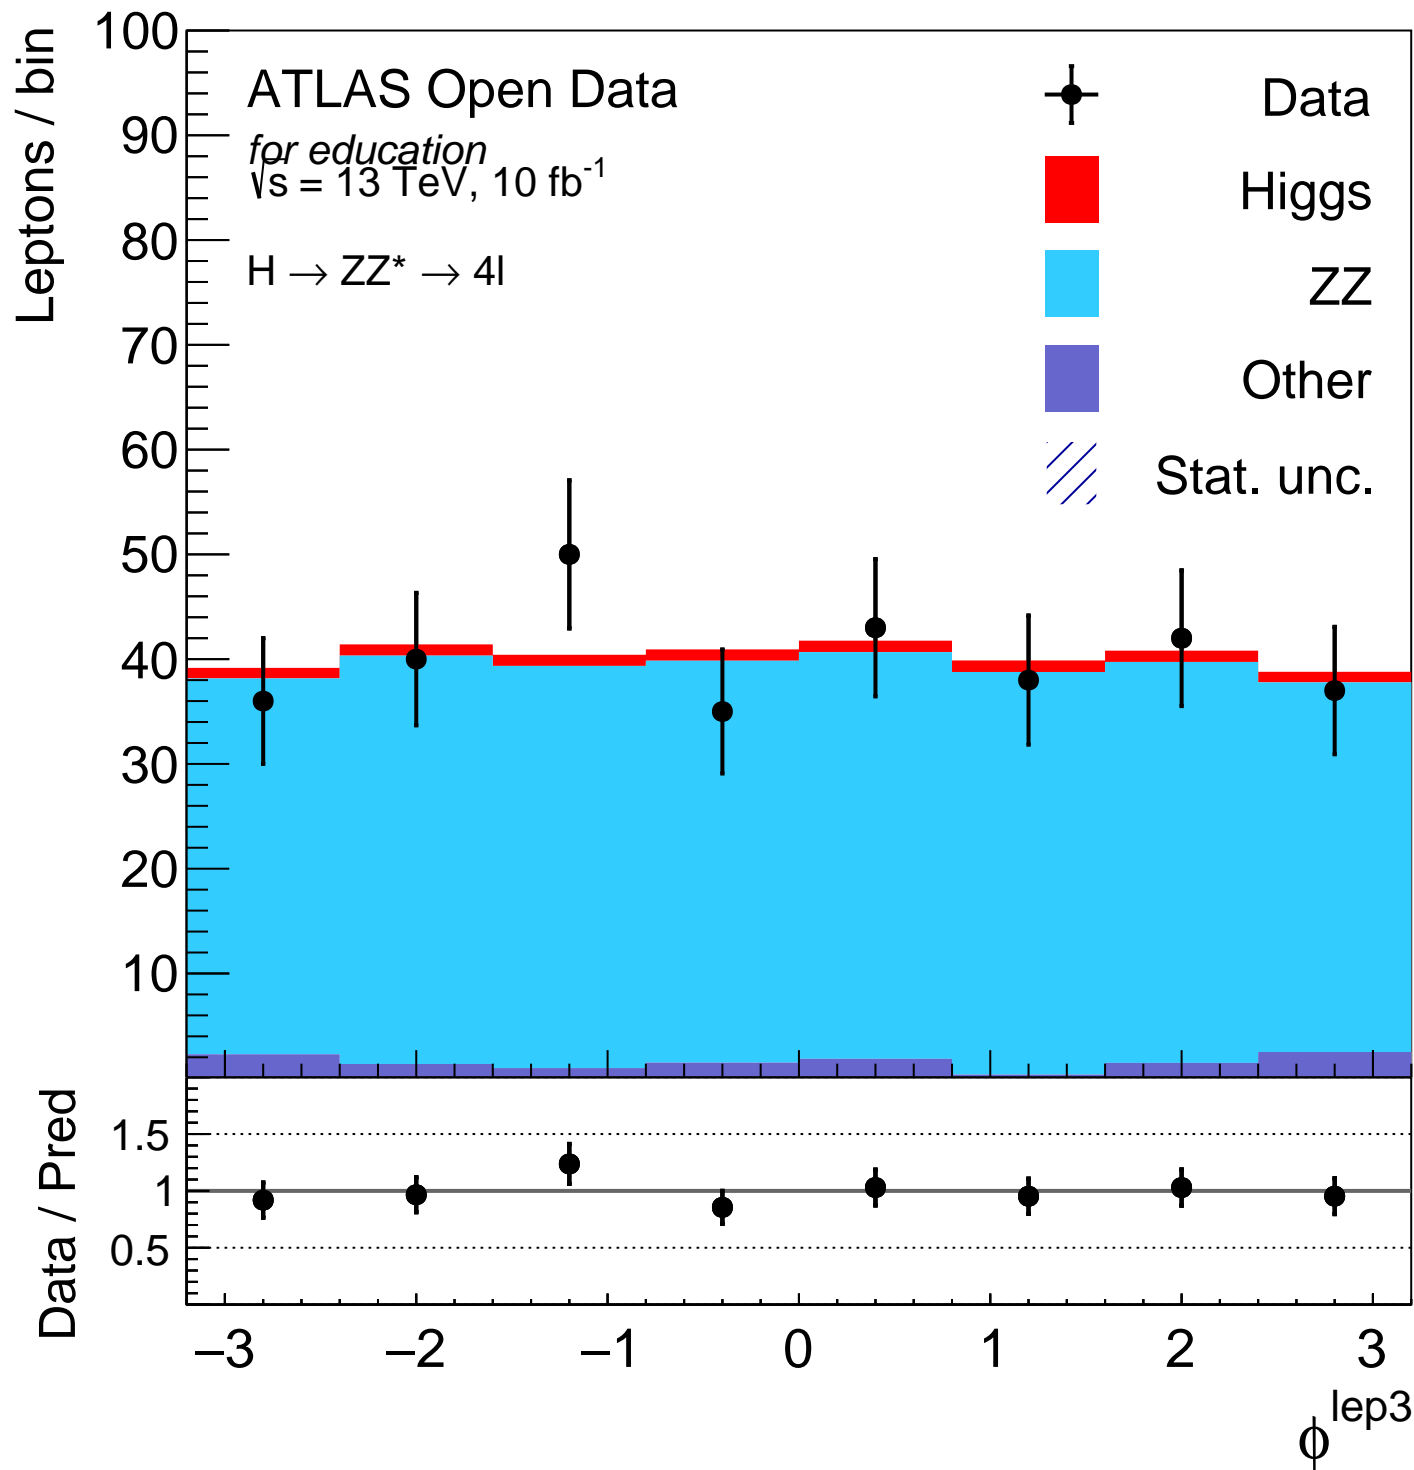 Leptons / bin
100
90
80
70
60
50
40
30
20
10
ATLAS Open Data
for education
√s = 13 TeV, 10 fb⁻¹
H → ZZ* → 4l
Data
Higgs
ZZ
Other
Stat. unc.
Data / Pred
1.5
1
0.5
−3 −2 −1 0 1 2 3
ϕ^lep3